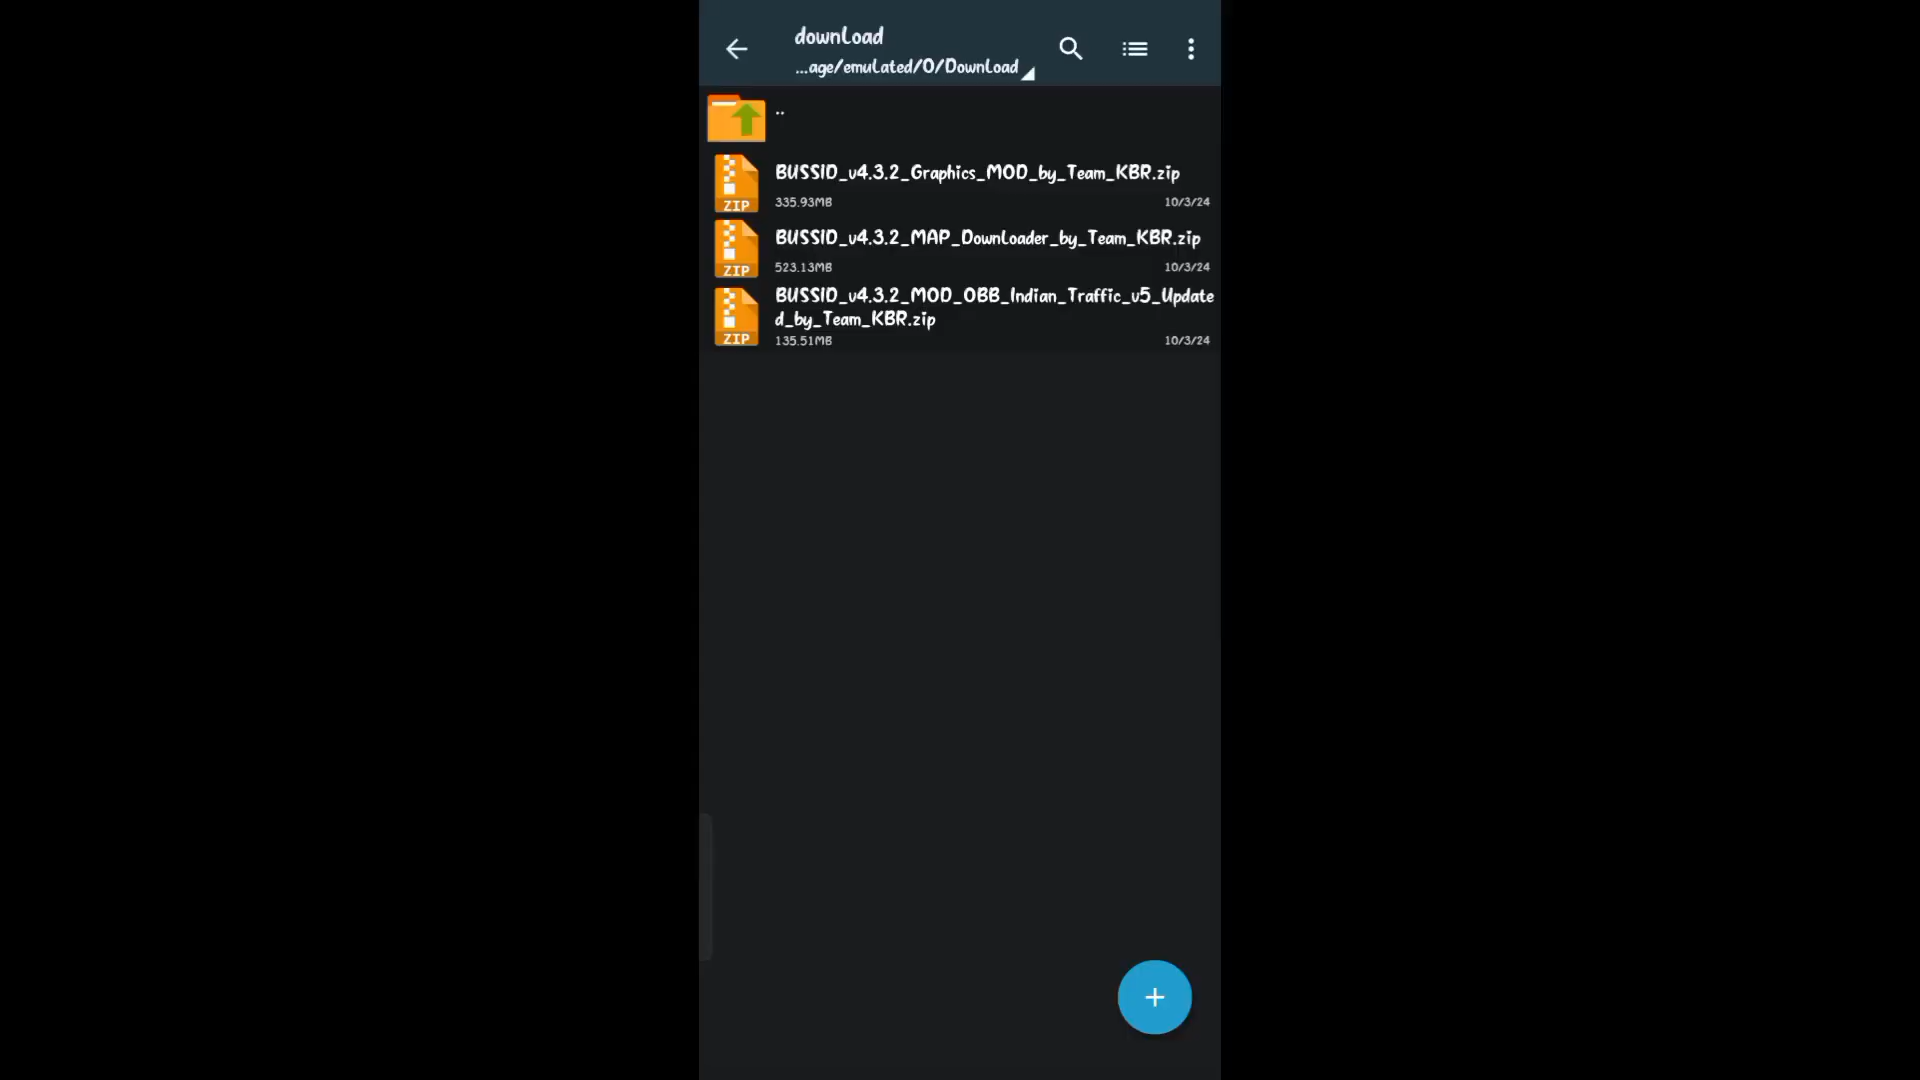 download
...age/emulated/0/Download
..
BUSSID_v4.3.2_Graphics_MOD_by_Team_KBR.zip
335.93MB 10/3/24
ZIP
BUSSID_v4.3.2_MAP_Downloader_by_Team_KBR.zip
523.13MB 10/3/24
ZIP
BUSSID_v4.3.2_MOD_OBB_Indian_Traffic_v5_Update
d_by_Team_KBR.zip
135.51MB 10/3/24
ZIP